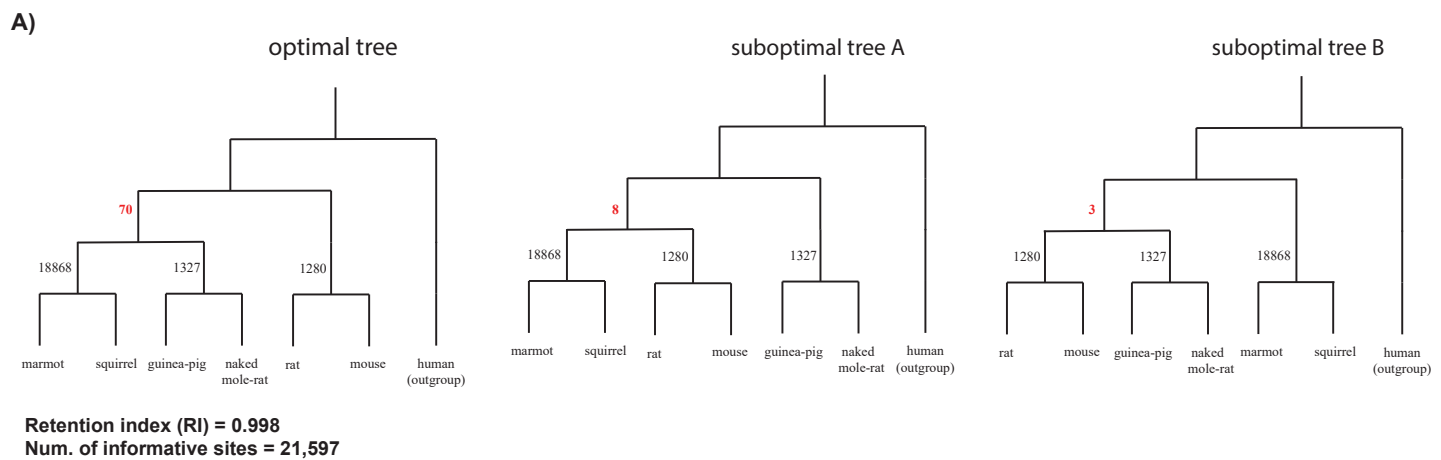 A)
optimal tree
suboptimal tree A
suboptimal tree B
70
18868
1327
1280
marmot
squirrel
guinea-pig
naked
mole-rat
rat
mouse
human
(outgroup)
8
18868
1280
1327
marmot
squirrel
rat
mouse
guinea-pig
naked
mole-rat
human
(outgroup)
3
1280
1327
18868
rat
mouse
guinea-pig
naked
mole-rat
marmot
squirrel
human
(outgroup)
Retention index (RI) = 0.998
Num. of informative sites = 21,597